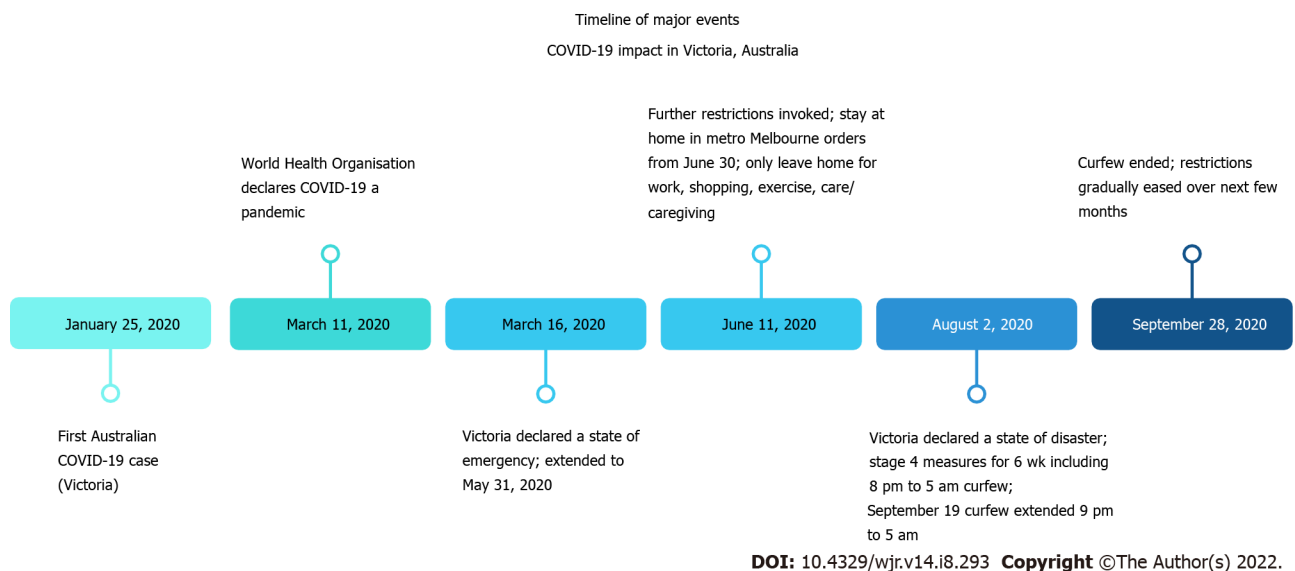 Timeline of major events
COVID-19 impact in Victoria, Australia
January 25, 2020
First Australian
COVID-19 case
(Victoria)
World Health Organisation
declares COVID-19 a
pandemic
March 11, 2020
March 16, 2020
Victoria declared a state of
emergency; extended to
May 31, 2020
Further restrictions invoked; stay at
home in metro Melbourne orders
from June 30; only leave home for
work, shopping, exercise, care/
caregiving
June 11, 2020
August 2, 2020
Victoria declared a state of disaster;
stage 4 measures for 6 wk including
8 pm to 5 am curfew;
September 19 curfew extended 9 pm
to 5 am
Curfew ended; restrictions
gradually eased over next few
months
September 28, 2020
DOI: 10.4329/wjr.v14.i8.293 Copyright ©The Author(s) 2022.